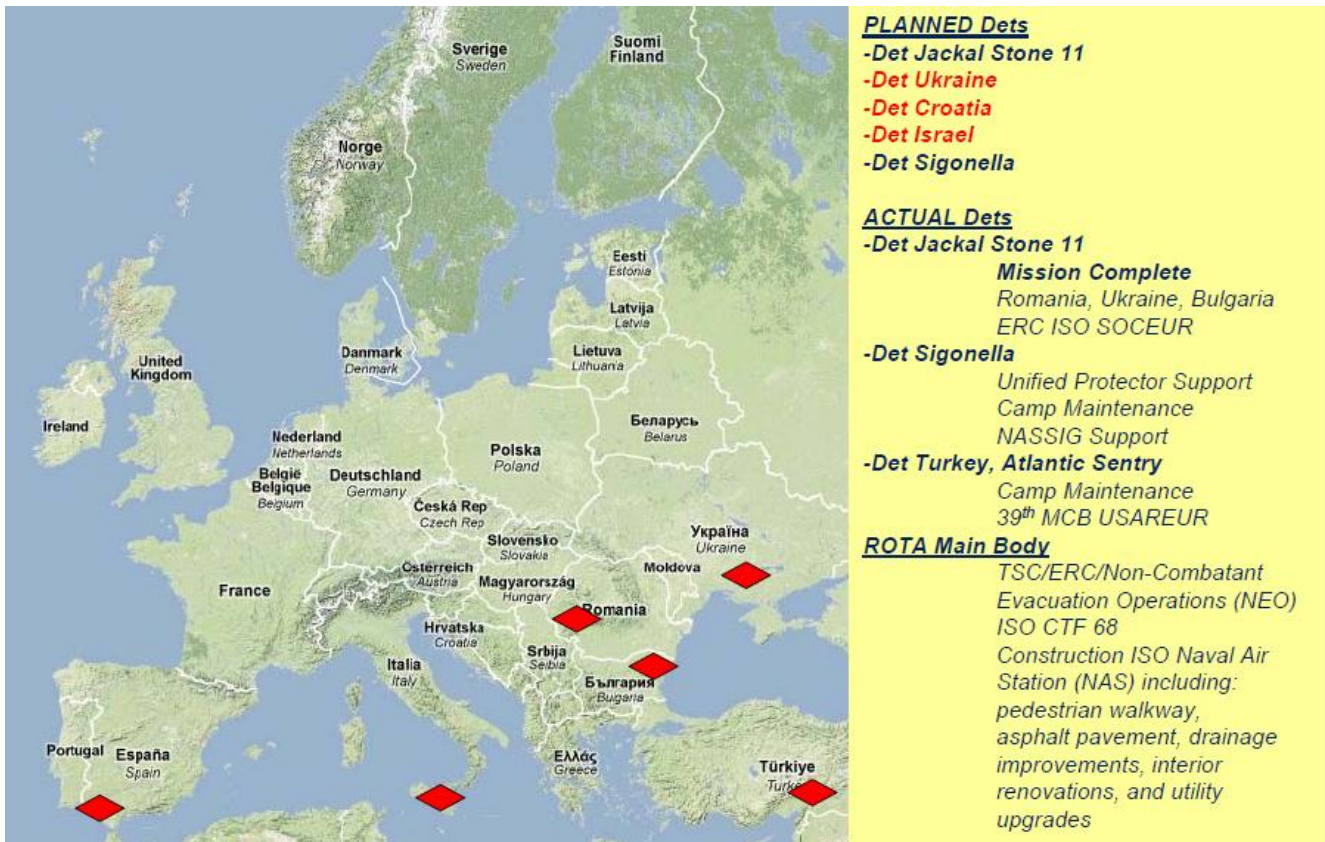 Sverige
Sweden
Suomi
Finland
Norge
Norway
Eesti
Estonia
Latvija
Latvia
Danmark
Denmark
Lietuva
Lithuania
United
Kingdom
Ireland
Беларусь
Belarus
Nederland
Netherlands
Polska
Poland
België
Belgique
Belgium
Deutschland
Germany
Česká Rep
Czech Rep
Україна
Ukraine
Slovensko
Slovakia
Österreich
Austria
Moldova
Magyarország
Hungary
France
Romania
Hrvatska
Croatia
Srbija
Serbia
Italia
Italy
България
Bulgaria
Portugal
España
Spain
Ελλάς
Greece
Türkiye
PLANNED Dets
-Det Jackal Stone 11
-Det Ukraine
-Det Croatia
-Det Israel
-Det Sigonella
ACTUAL Dets
-Det Jackal Stone 11
Mission Complete
Romania, Ukraine, Bulgaria
ERC ISO SOCEUR
-Det Sigonella
Unified Protector Support
Camp Maintenance
NASSIG Support
-Det Turkey, Atlantic Sentry
Camp Maintenance
39th MCB USAREUR
ROTA Main Body
TSC/ERC/Non-Combatant
Evacuation Operations (NEO)
ISO CTF 68
Construction ISO Naval Air
Station (NAS) including:
pedestrian walkway,
asphalt pavement, drainage
improvements, interior
renovations, and utility
upgrades